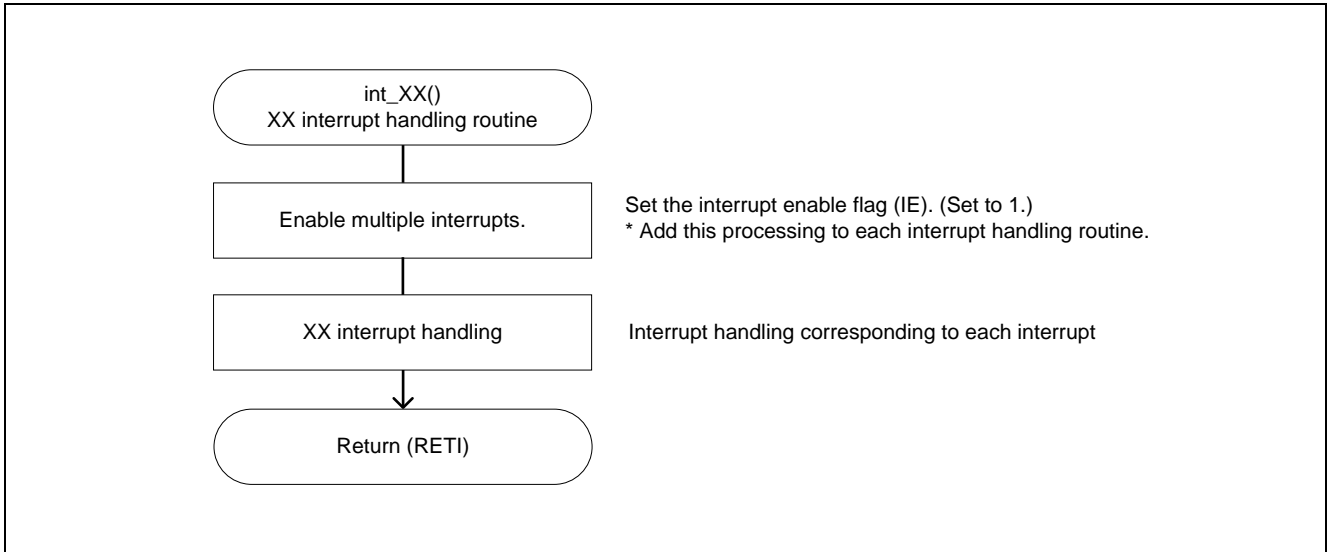 int_XX()
XX interrupt handling routine
Enable multiple interrupts.
Set the interrupt enable flag (IE). (Set to 1.)
* Add this processing to each interrupt handling routine.
XX interrupt handling
Interrupt handling corresponding to each interrupt
Return (RETI)